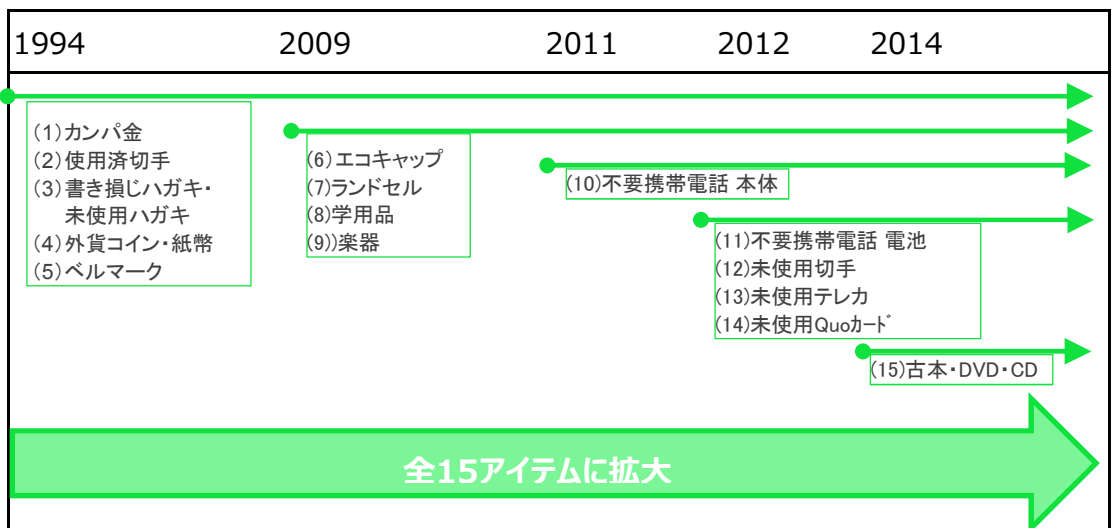 1994 2009 2011 2012 2014
(1)カンパ金
(2)使用済切手
(3)書き損じハガキ・
未使用ハガキ
(4)外貨コイン・紙幣
(5)ベルマーク
(6)エコキャップ
(7)ランドセル
(8)学用品
(9))楽器
(10)不要携帯電話 本体
(11)不要携帯電話 電池
(12)未使用切手
(13)未使用テレカ
(14)未使用Quoｶｰﾄﾞ
(15)古本・DVD・CD
全15アイテムに拡大